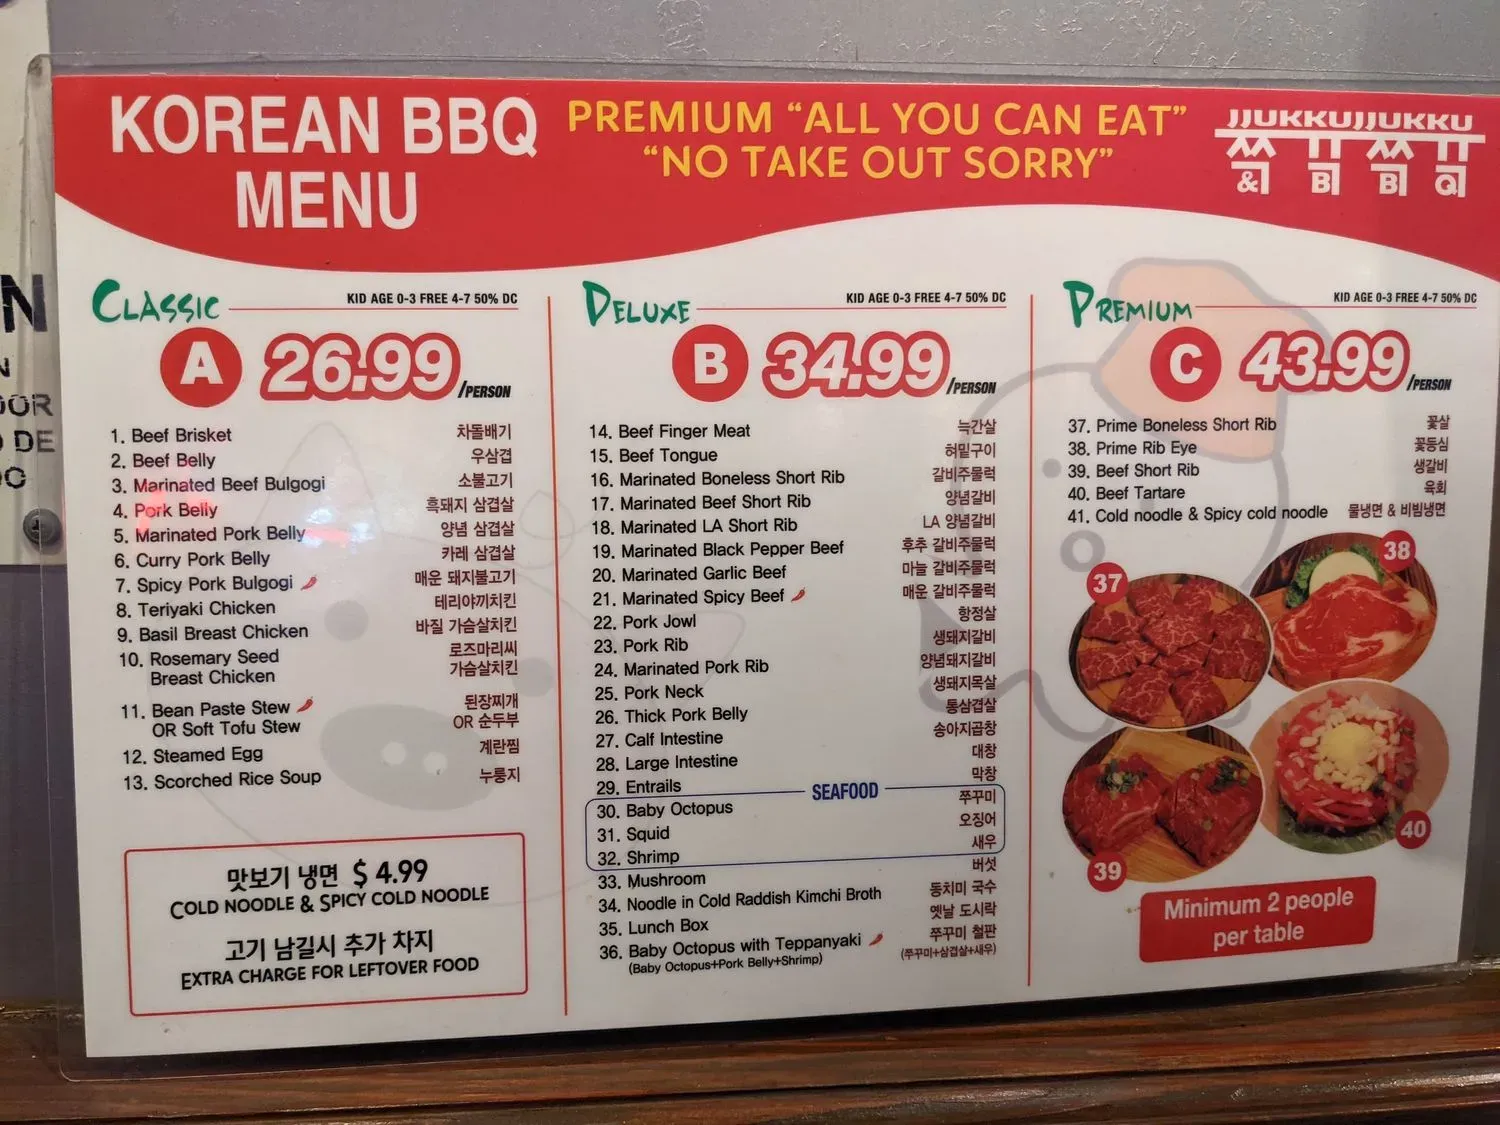 KOREAN BBQ
MENU
PREMIUM “ALL YOU CAN EAT”
“NO TAKE OUT SORRY”
JJUKKUJJUKKU
쭉꾸쭉꾸
& B B Q
CLASSIC
KID AGE 0-3 FREE 4-7 50% DC
A 26.99 /PERSON
1. Beef Brisket 차돌배기
2. Beef Belly 우삼겹
3. Marinated Beef Bulgogi 소불고기
4. Pork Belly 흑돼지 삼겹살
5. Marinated Pork Belly 양념 삼겹살
6. Curry Pork Belly 카레 삼겹살
7. Spicy Pork Bulgogi 매운 돼지불고기
8. Teriyaki Chicken 테리야끼치킨
9. Basil Breast Chicken 바질 가슴살치킨
10. Rosemary Seed 로즈마리씨
Breast Chicken 가슴살치킨
11. Bean Paste Stew 된장찌개
OR Soft Tofu Stew OR 순두부
12. Steamed Egg 계란찜
13. Scorched Rice Soup 누룽지
맛보기 냉면 $ 4.99
COLD NOODLE & SPICY COLD NOODLE
고기 남길시 추가 차지
EXTRA CHARGE FOR LEFTOVER FOOD
DELUXE
KID AGE 0-3 FREE 4-7 50% DC
B 34.99 /PERSON
14. Beef Finger Meat 늑간살
15. Beef Tongue 혀밑구이
16. Marinated Boneless Short Rib 갈비주물럭
17. Marinated Beef Short Rib 양념갈비
18. Marinated LA Short Rib LA 양념갈비
19. Marinated Black Pepper Beef 후추 갈비주물럭
20. Marinated Garlic Beef 마늘 갈비주물럭
21. Marinated Spicy Beef 매운 갈비주물럭
22. Pork Jowl 항정살
23. Pork Rib 생돼지갈비
24. Marinated Pork Rib 양념돼지갈비
25. Pork Neck 생돼지목살
26. Thick Pork Belly 통삼겹살
27. Calf Intestine 송아지곱창
28. Large Intestine 대창
29. Entrails 막창
SEAFOOD
30. Baby Octopus 쭈꾸미
31. Squid 오징어
32. Shrimp 새우
33. Mushroom 버섯
34. Noodle in Cold Raddish Kimchi Broth 동치미 국수
35. Lunch Box 옛날 도시락
36. Baby Octopus with Teppanyaki 쭈꾸미 철판
(Baby Octopus+Pork Belly+Shrimp) (쭈꾸미+삼겹살+새우)
PREMIUM
KID AGE 0-3 FREE 4-7 50% DC
C 43.99 /PERSON
37. Prime Boneless Short Rib 꽃살
38. Prime Rib Eye 꽃등심
39. Beef Short Rib 생갈비
40. Beef Tartare 육회
41. Cold noodle & Spicy cold noodle 물냉면 & 비빔냉면
37
38
39
40
Minimum 2 people
per table